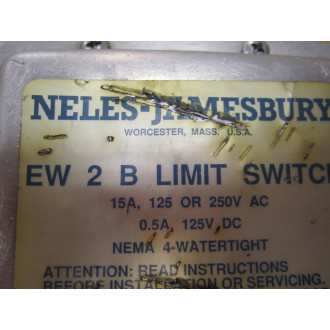 NELES-JAMESBURY
WORCESTER, MASS. U.S.A.
EW 2 B LIMIT SWITCH
15A, 125 OR 250V AC
0.5A, 125V, DC
NEMA 4-WATERTIGHT
ATTENTION: READ INSTRUCTIONS
BEFORE INSTALLATION OR SERVICING.